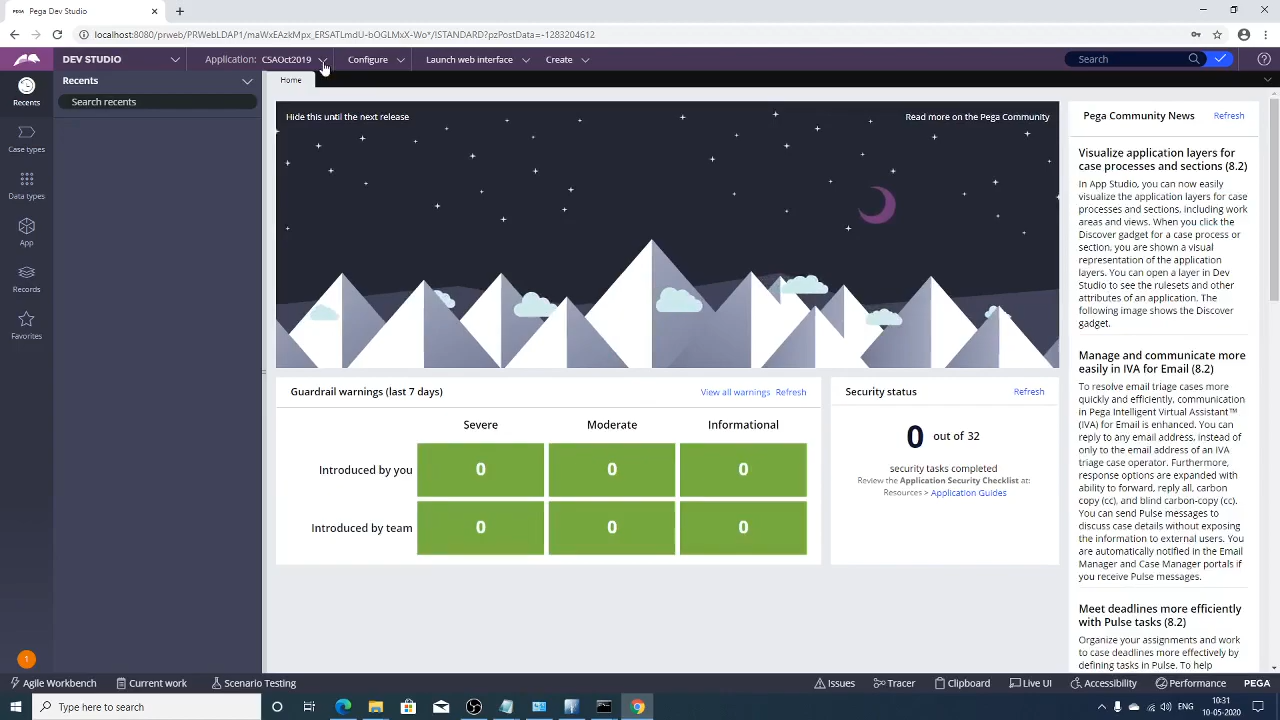 PEGA Pega Dev Studio
localhost:8080/prweb/PRWebLDAP1/maWxEAzkMpx_ERSATLmdU-bOGLMxX-Wo*/!STANDARD?pzPostData=-1283204612
DEV STUDIO
Application: CSAOct2019
Configure
Launch web interface
Create
Search
Recents
Search recents
Home
Recents
Case types
Data types
App
Records
Favorites
1
Hide this until the next release
Read more on the Pega Community
Guardrail warnings (last 7 days)
View all warnings Refresh
Severe Moderate Informational
Introduced by you 0 0 0
Introduced by team 0 0 0
Security status
Refresh
0 out of 32
security tasks completed
Review the Application Security Checklist at:
Resources > Application Guides
Pega Community News
Refresh
Visualize application layers for
case processes and sections (8.2)
In App Studio, you can now easily
visualize the application layers for case
processes and sections, including work
areas and views. When you click the
Discover gadget for a case process or
section, you are shown a visual
representation of the application
layers. You can open a layer in Dev
Studio to see the rulesets and other
attributes of an application. The
following image shows the Discover
gadget.
Manage and communicate more
easily in IVA for Email (8.2)
To resolve email triage cases more
quickly and efficiently, communication
in Pega Intelligent Virtual Assistant™
(IVA) for Email is enhanced. You can
reply to any email address, instead of
only to the email address of an IVA
triage case operator. Furthermore,
response options are expanded with
ability to forward, reply all, carbon
copy (cc), and blind carbon-copy (cc).
You can send Pulse messages to
discuss case details without exposing
the information to external users. You
are automatically notified in the Email
Manager and Case Manager portals if
you receive Pulse messages.
Meet deadlines more efficiently
with Pulse tasks (8.2)
Organize your assignments and work
to case deadlines more effectively by
defining tasks in Pulse. To help
Agile Workbench
Current work
Scenario Testing
Issues
Tracer
Clipboard
Live UI
Accessibility
Performance
PEGA
Type here to search
ENG
10:31
10-05-2020